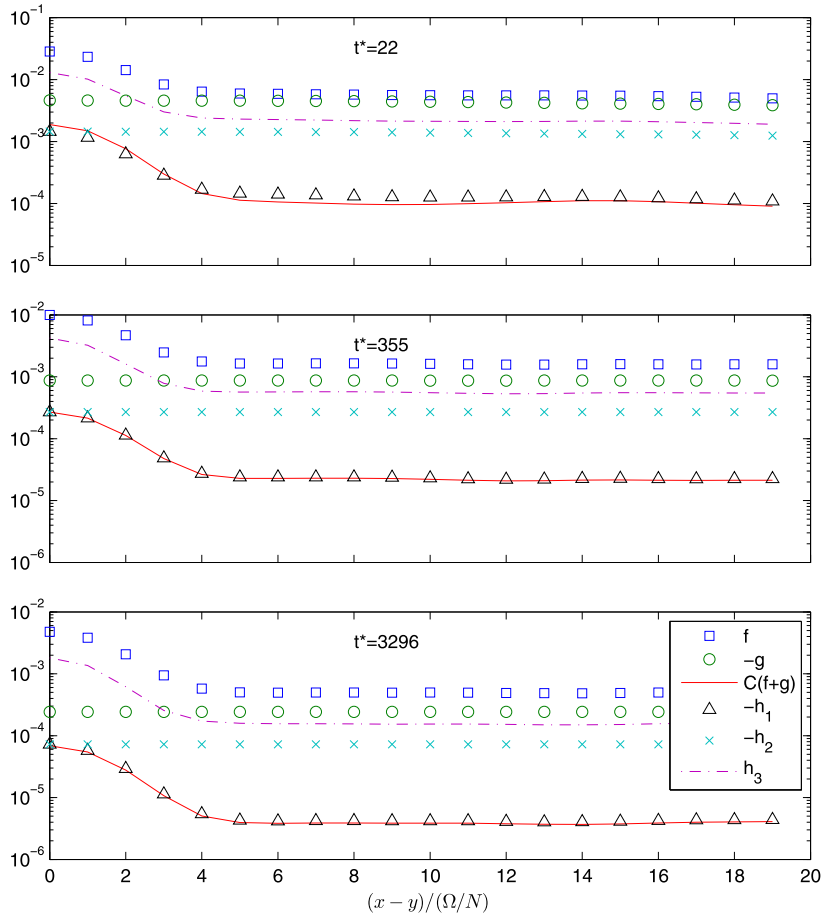 10⁻¹
10⁻²
10⁻³
10⁻⁴
10⁻⁵
t*=22
10⁻²
10⁻³
10⁻⁴
10⁻⁵
10⁻⁶
t*=355
10⁻²
10⁻³
10⁻⁴
10⁻⁵
10⁻⁶
t*=3296
f
−g
C(f+g)
−h₁
−h₂
h₃
0 2 4 6 8 10 12 14 16 18 20
(x − y)/(Ω/N)